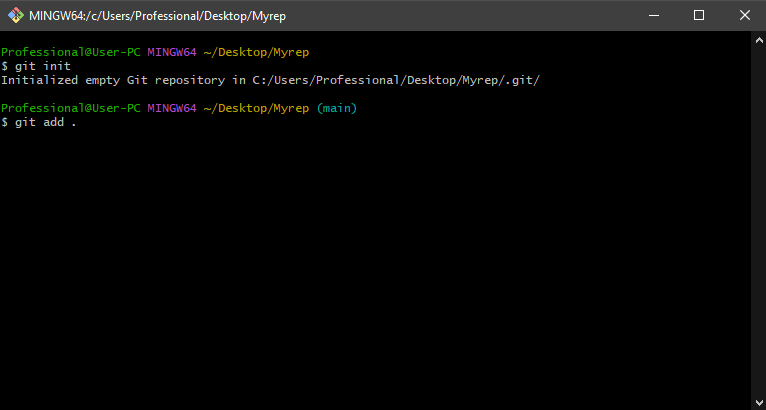 MINGW64:/c/Users/Professional/Desktop/Myrep
Professional@User-PC MINGW64 ~/Desktop/Myrep
$ git init
Initialized empty Git repository in C:/Users/Professional/Desktop/Myrep/.git/
Professional@User-PC MINGW64 ~/Desktop/Myrep (main)
$ git add .